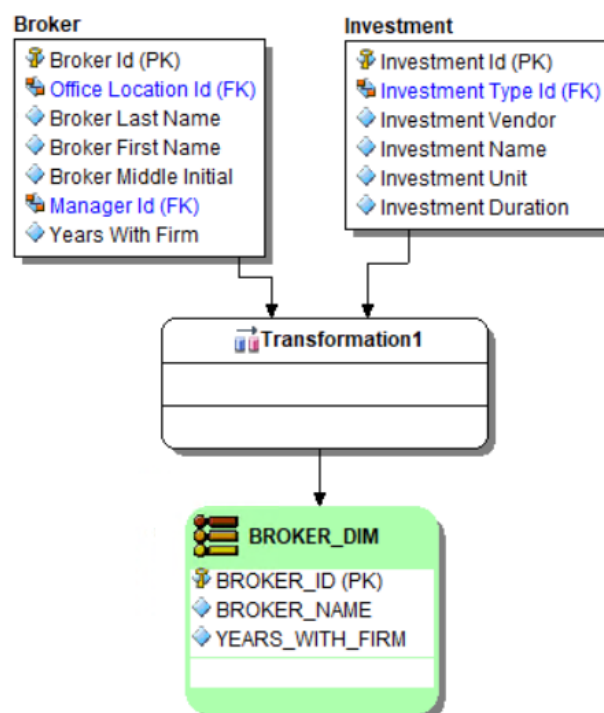 Broker
Broker Id (PK)
Office Location Id (FK)
Broker Last Name
Broker First Name
Broker Middle Initial
Manager Id (FK)
Years With Firm
Investment
Investment Id (PK)
Investment Type Id (FK)
Investment Vendor
Investment Name
Investment Unit
Investment Duration
Transformation1
BROKER_DIM
BROKER_ID (PK)
BROKER_NAME
YEARS_WITH_FIRM